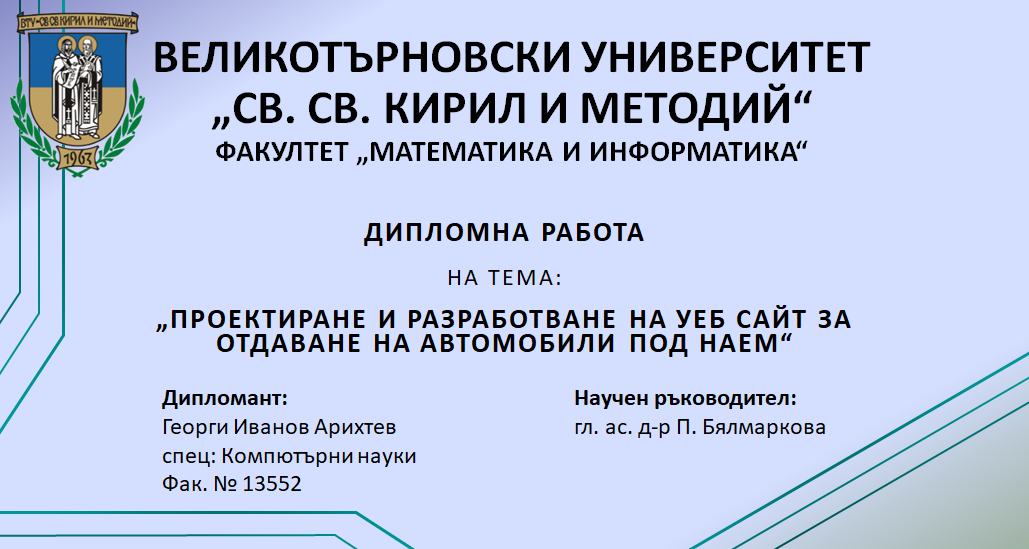 ВТУ "СВ СВ КИРИЛ И МЕТОДИЙ"
1963
ВЕЛИКОТЪРНОВСКИ УНИВЕРСИТЕТ
„СВ. СВ. КИРИЛ И МЕТОДИЙ“
ФАКУЛТЕТ „МАТЕМАТИКА И ИНФОРМАТИКА“
ДИПЛОМНА РАБОТА
НА ТЕМА:
„ПРОЕКТИРАНЕ И РАЗРАБОТВАНЕ НА УЕБ САЙТ ЗА
ОТДАВАНЕ НА АВТОМОБИЛИ ПОД НАЕМ“
Дипломант:
Георги Иванов Арихтев
спец: Компютърни науки
Фак. № 13552
Научен ръководител:
гл. ас. д-р П. Бялмаркова